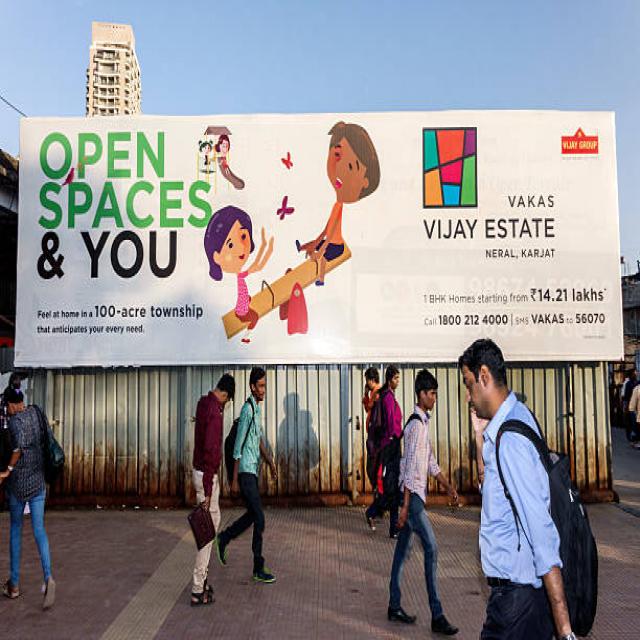 OPEN
SPACES
& YOU
Feel at home in a 100-acre township
that anticipates your every need.
VAKAS
VIJAY ESTATE
NERAL, KARJAT
1 BHK Homes starting from ₹14.21 lakhs*
Call 1800 212 4000 | SMS VAKAS to 56070
VIJAY GROUP